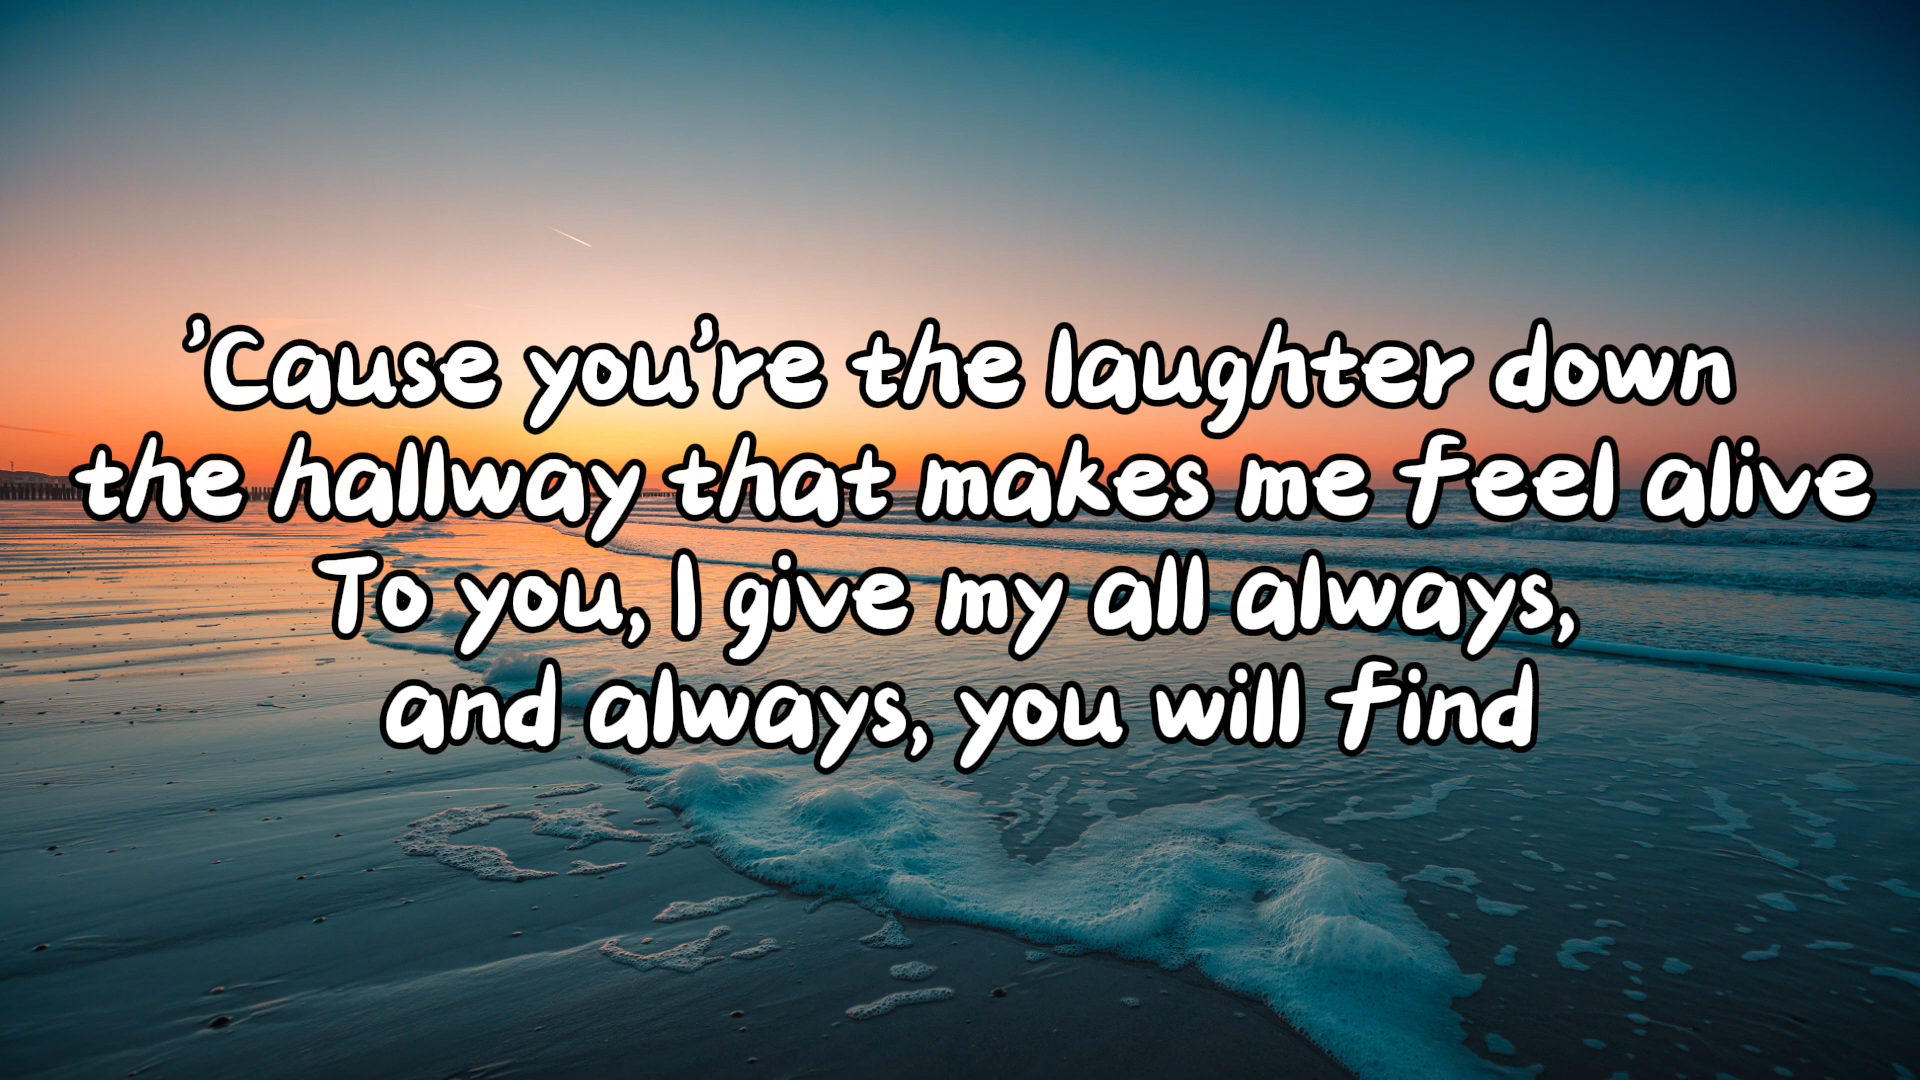 'Cause you're the laughter down
the hallway that makes me feel alive
To you, I give my all always,
and always, you will find